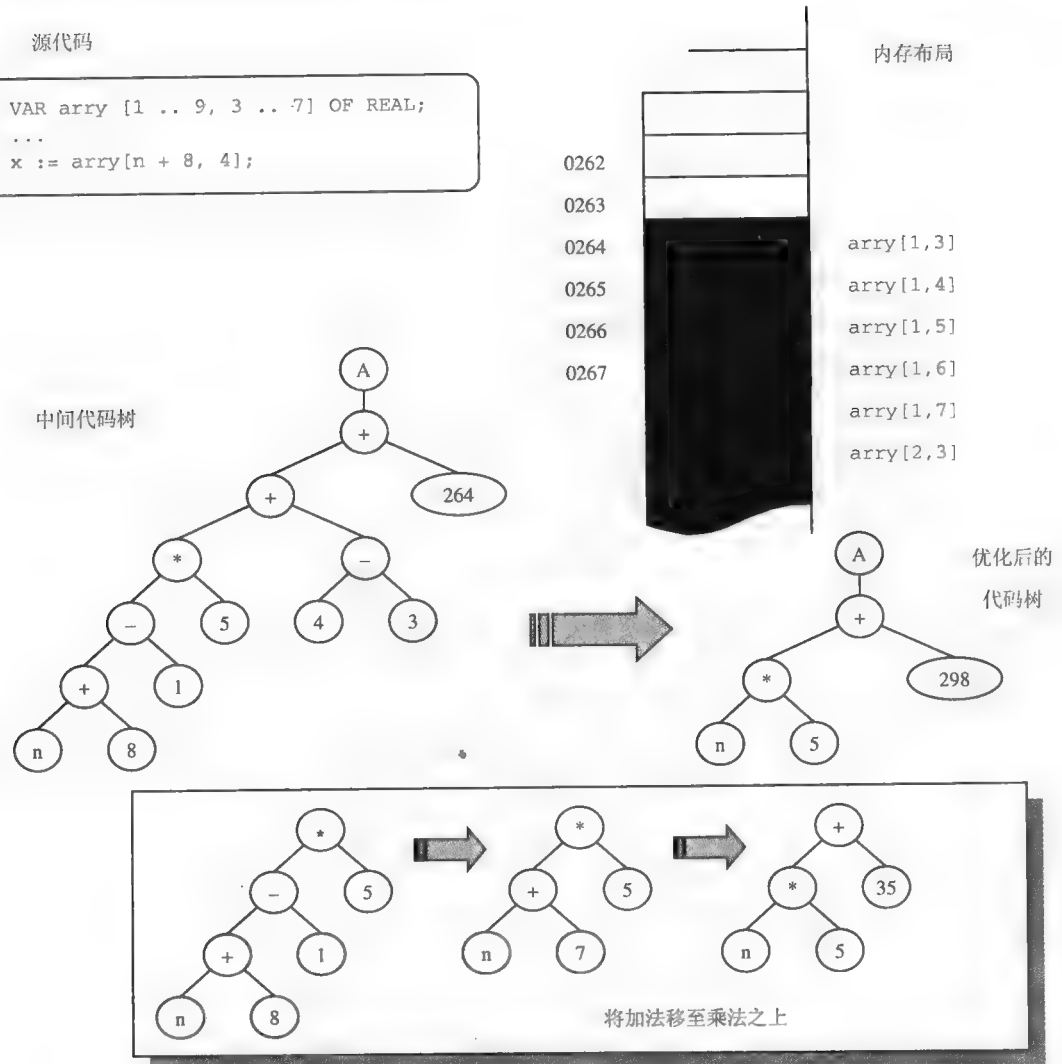 源代码
VAR arry [1 .. 9, 3 .. 7] OF REAL;
...
x := arry[n + 8, 4];
内存布局
0262
0263
0264
0265
0266
0267
arry[1,3]
arry[1,4]
arry[1,5]
arry[1,6]
arry[1,7]
arry[2,3]
中间代码树
A
+
+ 264
* -
- 5 4 3
+ 1
n 8
优化后的
代码树
A
+
* 298
n 5
*
- 5
+ 1
n 8
*
+ 5
n 7
+
* 35
n 5
将加法移至乘法之上